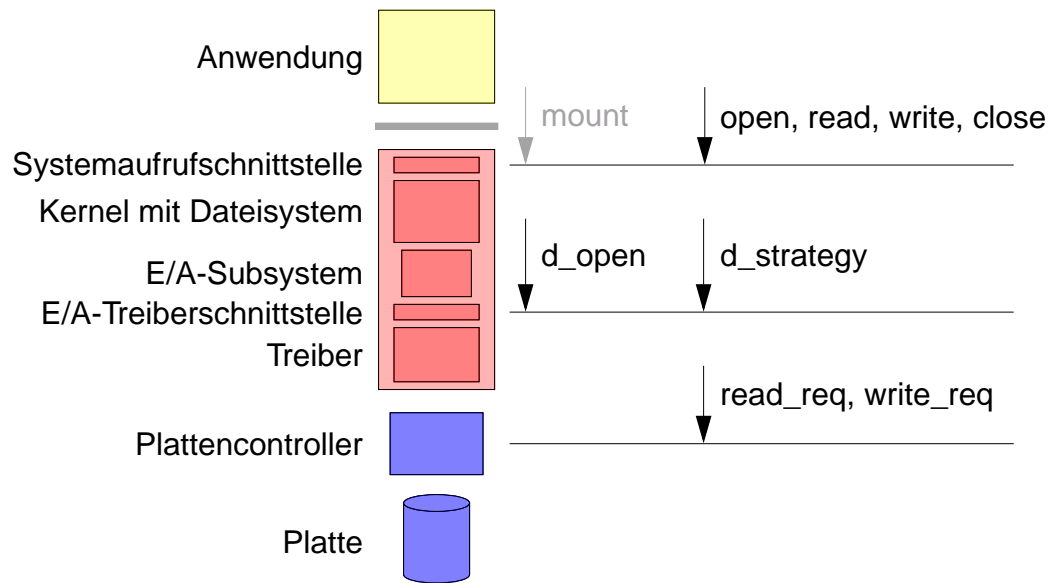 Anwendung
mount
open, read, write, close
Systemaufrufschnittstelle
Kernel mit Dateisystem
E/A-Subsystem
d_open
d_strategy
E/A-Treiberschnittstelle
Treiber
read_req, write_req
Plattencontroller
Platte